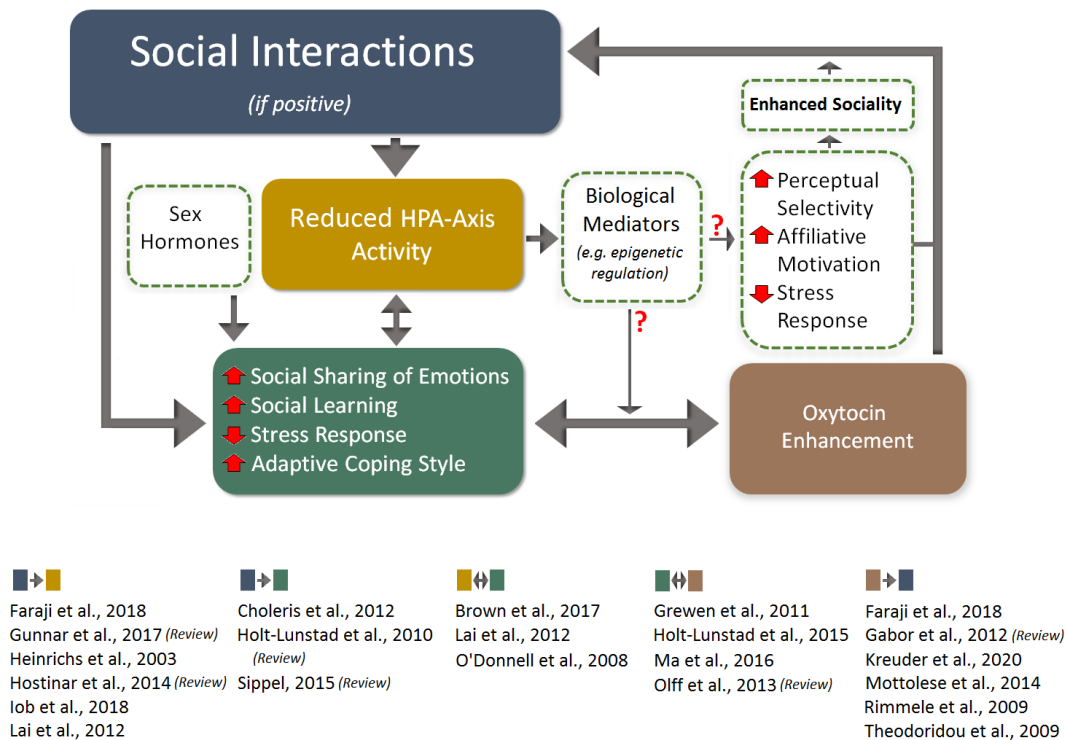 Social Interactions
(if positive)
Enhanced Sociality
Sex
Hormones
Reduced HPA-Axis
Activity
Biological
Mediators
(e.g. epigenetic
regulation)
?
?
Perceptual
Selectivity
Affiliative
Motivation
Stress
Response
Social Sharing of Emotions
Social Learning
Stress Response
Adaptive Coping Style
Oxytocin
Enhancement
Faraji et al., 2018
Gunnar et al., 2017 (Review)
Heinrichs et al., 2003
Hostinar et al., 2014 (Review)
Iob et al., 2018
Lai et al., 2012
Choleris et al., 2012
Holt-Lunstad et al., 2010
(Review)
Sippel, 2015 (Review)
Brown et al., 2017
Lai et al., 2012
O'Donnell et al., 2008
Grewen et al., 2011
Holt-Lunstad et al., 2015
Ma et al., 2016
Olff et al., 2013 (Review)
Faraji et al., 2018
Gabor et al., 2012 (Review)
Kreuder et al., 2020
Mottolese et al., 2014
Rimmele et al., 2009
Theodoridou et al., 2009